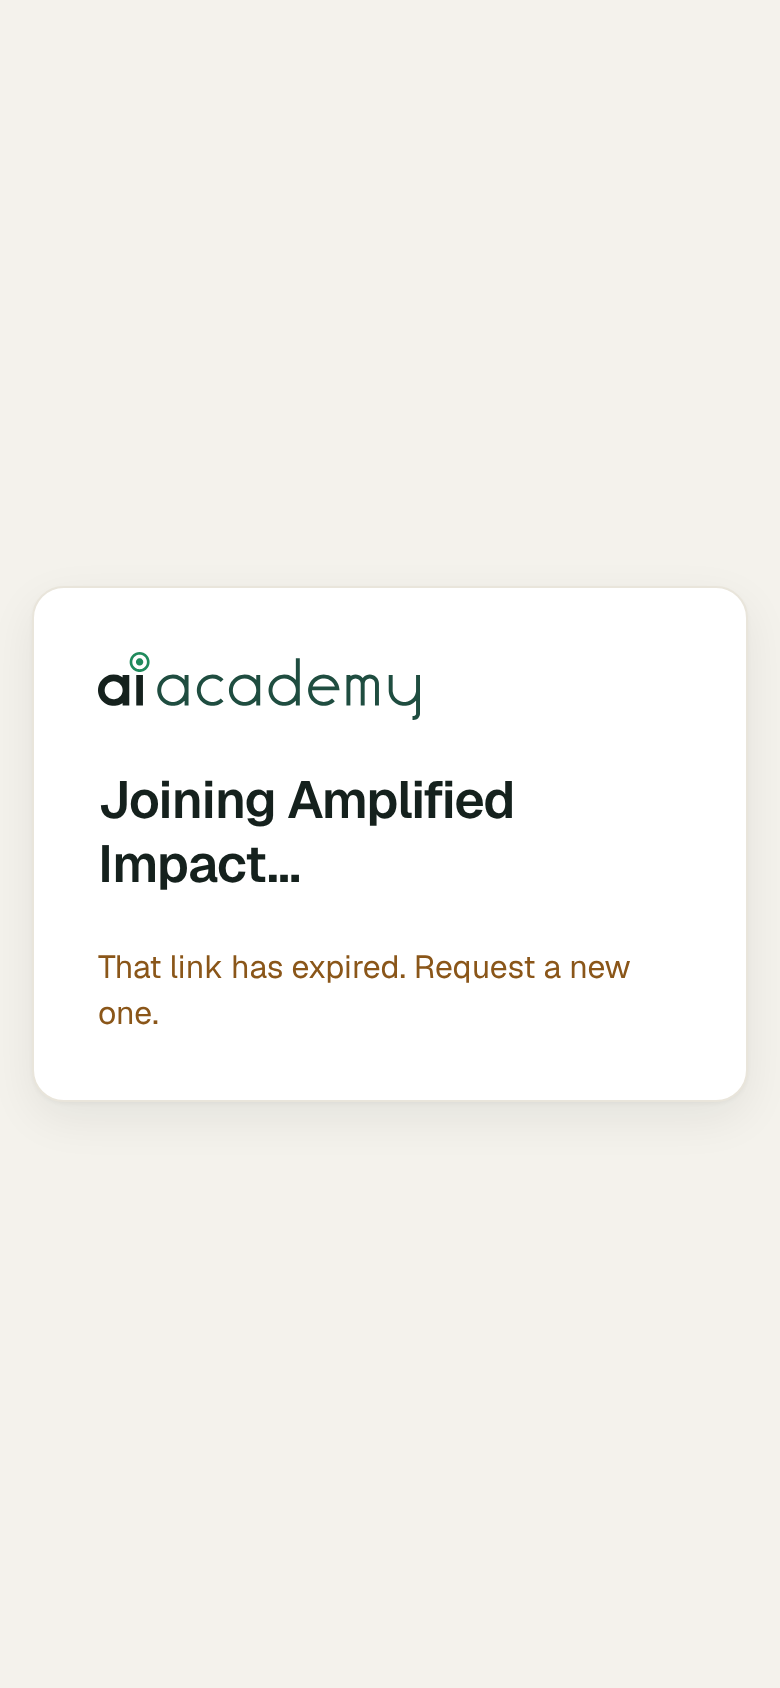 ai academy
Joining Amplified
Impact...
That link has expired. Request a new
one.